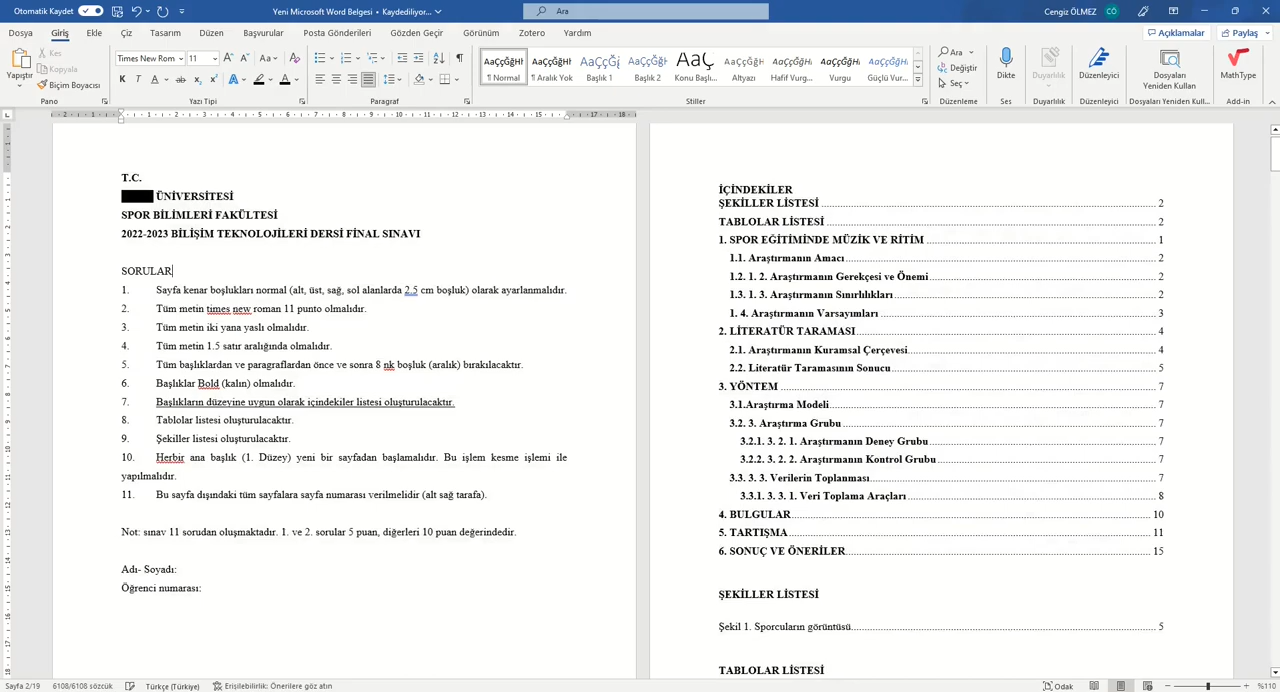 Otomatik Kaydet
Yeni Microsoft Word Belgesi • Kaydediliyor...
Ara
Cengiz ÖLMEZ
CÖ
Dosya Giriş Ekle Çiz Tasarım Düzen Başvurular Posta Gönderileri Gözden Geçir Görünüm Zotero Yardım
Açıklamalar
Paylaş
Yapıştır
Kes
Kopyala
Biçim Boyacısı
Pano
Times New Rom
11
Yazı Tipi
Paragraf
AaÇçĞğHł AaÇçĞğHł AaÇçĞġ AaÇçĞğH AaÇ AaÇçĞğHł AaÇçĞğHł AaÇçĞğHł AaÇçĞğHł
¶ Normal ¶ Aralık Yok Başlık 1 Başlık 2 Konu Başlı... Altyazı Hafif Vurg... Vurgu Güçlü Vur...
Stiller
Ara
Değiştir
Seç
Düzenleme
Dikte
Ses
Duyarlılık
Duyarlılık
Düzenleyici
Düzenleyici
Dosyaları Yeniden Kullan
Dosyaları Yeniden Kull...
MathType
Add-in
T.C.
ÜNİVERSİTESİ
SPOR BİLİMLERİ FAKÜLTESİ
2022-2023 BİLİŞİM TEKNOLOJİLERİ DERSİ FİNAL SINAVI
SORULAR
1. Sayfa kenar boşlukları normal (alt, üst, sağ, sol alanlarda 2.5 cm boşluk) olarak ayarlanmalıdır.
2. Tüm metin times new roman 11 punto olmalıdır.
3. Tüm metin iki yana yaslı olmalıdır.
4. Tüm metin 1.5 satır aralığında olmalıdır.
5. Tüm başlıklardan ve paragraflardan önce ve sonra 8 nk boşluk (aralık) bırakılacaktır.
6. Başlıklar Bold (kalın) olmalıdır.
7. Başlıkların düzeyine uygun olarak içindekiler listesi oluşturulacaktır.
8. Tablolar listesi oluşturulacaktır.
9. Şekiller listesi oluşturulacaktır.
10. Herbir ana başlık (1. Düzey) yeni bir sayfadan başlamalıdır. Bu işlem kesme işlemi ile
yapılmalıdır.
11. Bu sayfa dışındaki tüm sayfalara sayfa numarası verilmelidir (alt sağ tarafa).
Not: sınav 11 sorudan oluşmaktadır. 1. ve 2. sorular 5 puan, diğerleri 10 puan değerindedir.
Adı- Soyadı:
Öğrenci numarası:
İÇİNDEKİLER
ŞEKİLLER LİSTESİ 2
TABLOLAR LİSTESİ 2
1. SPOR EĞİTİMİNDE MÜZİK VE RİTİM 1
1.1. Araştırmanın Amacı 2
1.2. 1. 2. Araştırmanın Gerekçesi ve Önemi 2
1.3. 1. 3. Araştırmanın Sınırlılıkları 2
1. 4. Araştırmanın Varsayımları 3
2. LİTERATÜR TARAMASI 4
2.1. Araştırmanın Kuramsal Çerçevesi 4
2.2. Literatür Taramasının Sonucu 5
3. YÖNTEM 7
3.1.Araştırma Modeli 7
3.2. 3. Araştırma Grubu 7
3.2.1. 3. 2. 1. Araştırmanın Deney Grubu 7
3.2.2. 3. 2. 2. Araştırmanın Kontrol Grubu 7
3.3. 3. 3. Verilerin Toplanması 7
3.3.1. 3. 3. 1. Veri Toplama Araçları 8
4. BULGULAR 10
5. TARTIŞMA 11
6. SONUÇ VE ÖNERİLER 15
ŞEKİLLER LİSTESİ
Şekil 1. Sporcuların görüntüsü 5
TABLOLAR LİSTESİ
Sayfa 2/19 6108/6108 sözcük Türkçe (Türkiye) Erişilebilirlik: Önerilere göz atın Odak %110